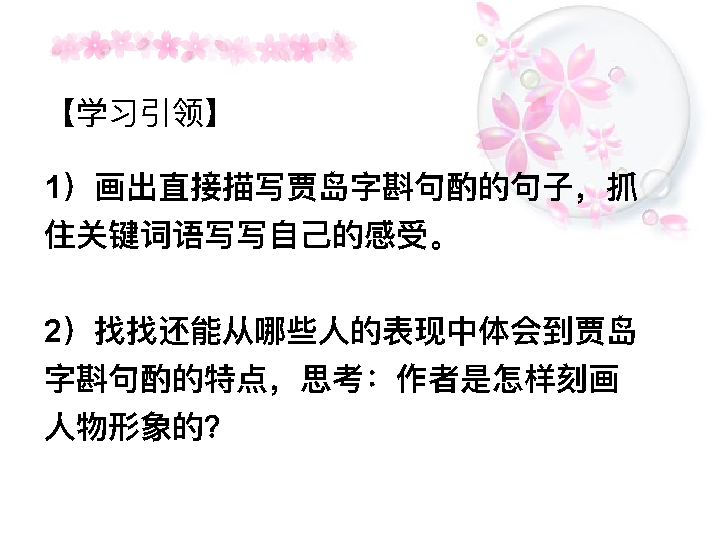 【学习引领】
1）画出直接描写贾岛字斟句酌的句子，抓
住关键词语写写自己的感受。
2）找找还能从哪些人的表现中体会到贾岛
字斟句酌的特点，思考：作者是怎样刻画
人物形象的？